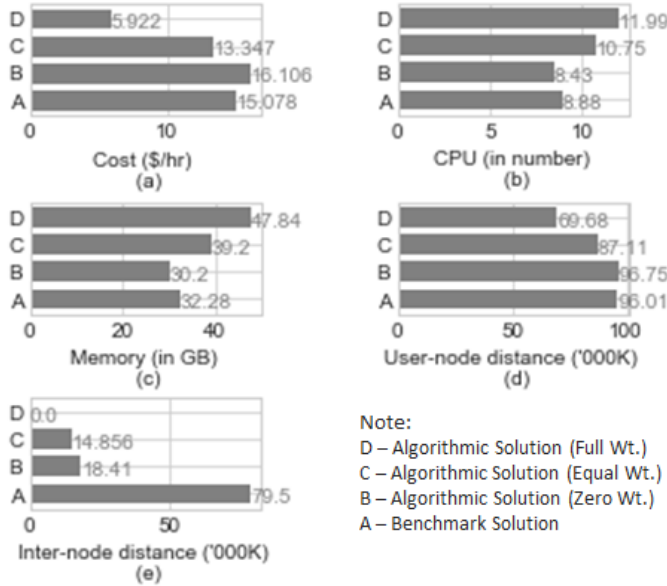 D 5.922
C 13.347
B 16.106
A 15.078
0 10
Cost ($/hr)
(a)
D 11.99
C 10.75
B 8.43
A 8.88
0 5 10
CPU (in number)
(b)
D 47.84
C 39.2
B 30.2
A 32.28
0 20 40
Memory (in GB)
(c)
D 69.68
C 87.11
B 96.75
A 96.01
0 50 100
User-node distance ('000K)
(d)
D 0.0
C 14.856
B 18.41
A 79.5
0 50
Inter-node distance ('000K)
(e)
Note:
D – Algorithmic Solution (Full Wt.)
C – Algorithmic Solution (Equal Wt.)
B – Algorithmic Solution (Zero Wt.)
A – Benchmark Solution